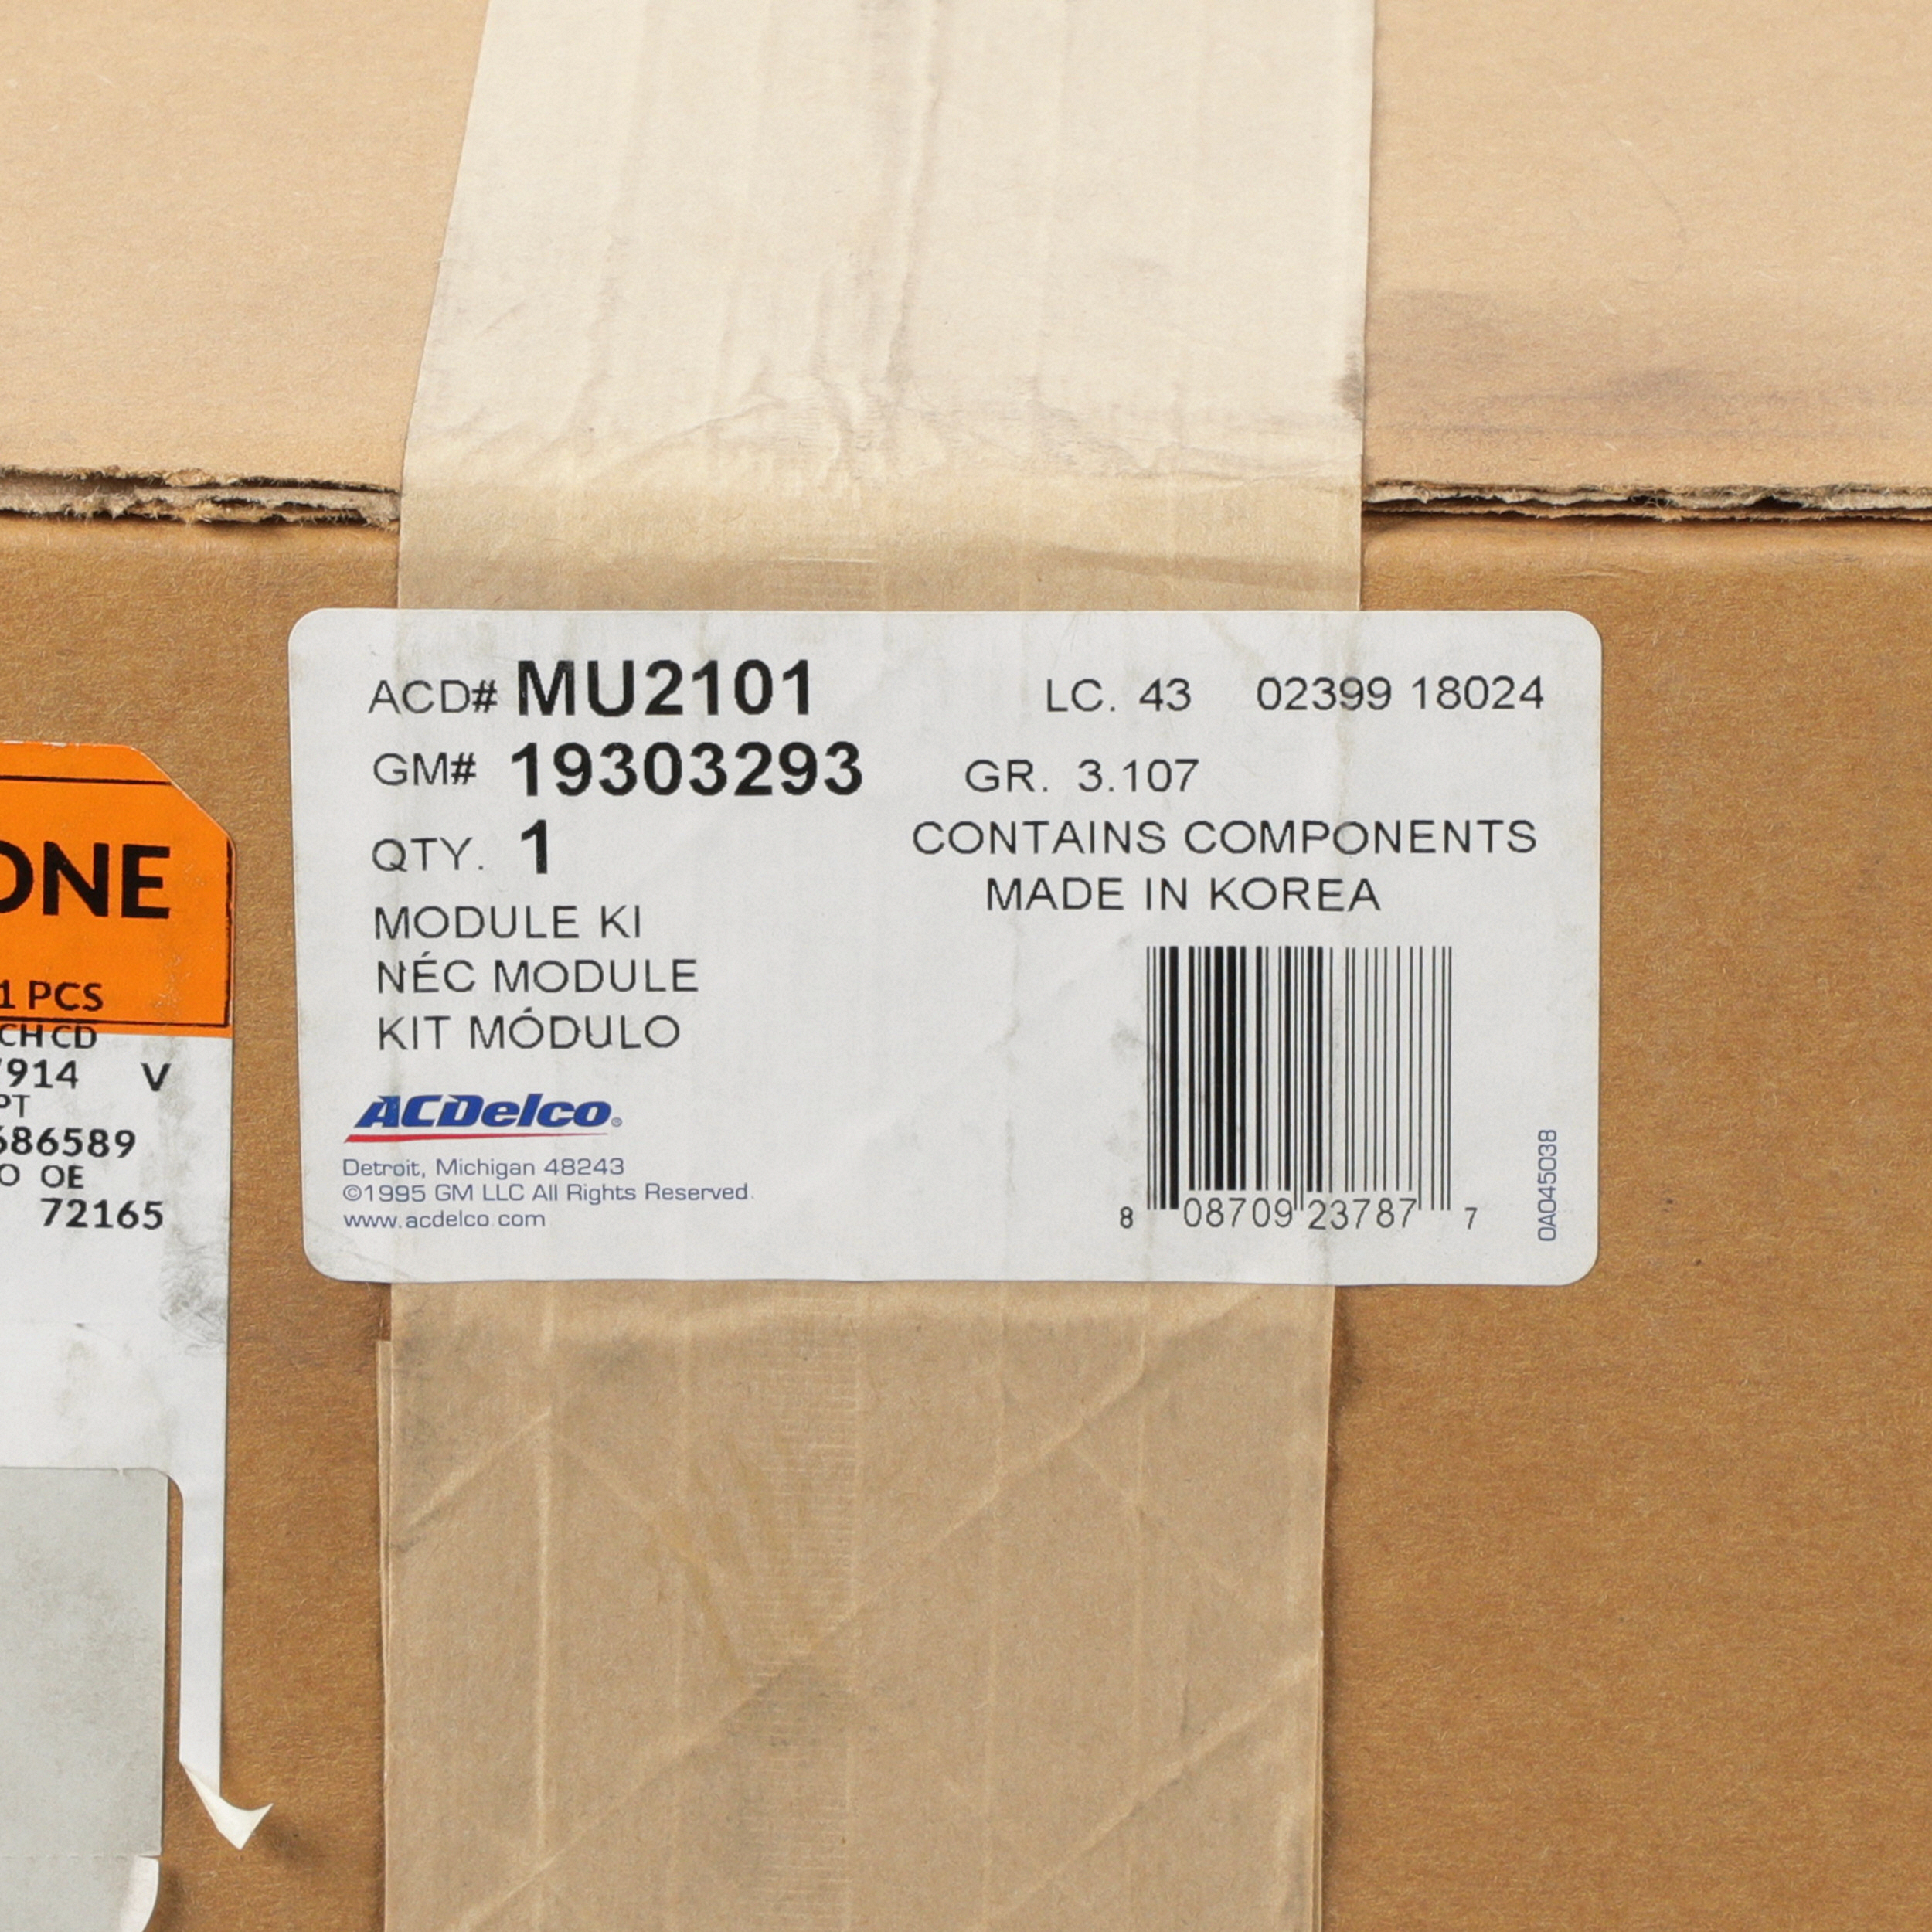 ACD# MU2101 LC. 43 02399 18024
GM# 19303293 GR. 3.107
QTY. 1 CONTAINS COMPONENTS
MADE IN KOREA
MODULE KI
NÉC MODULE
KIT MÓDULO
ACDelco®
Detroit, Michigan 48243
©1995 GM LLC All Rights Reserved.
www.acdelco.com
8 08709 23787 7
0A045038
ONE
1 PCS
CH CD
7914 V
PT
686589
O OE
72165